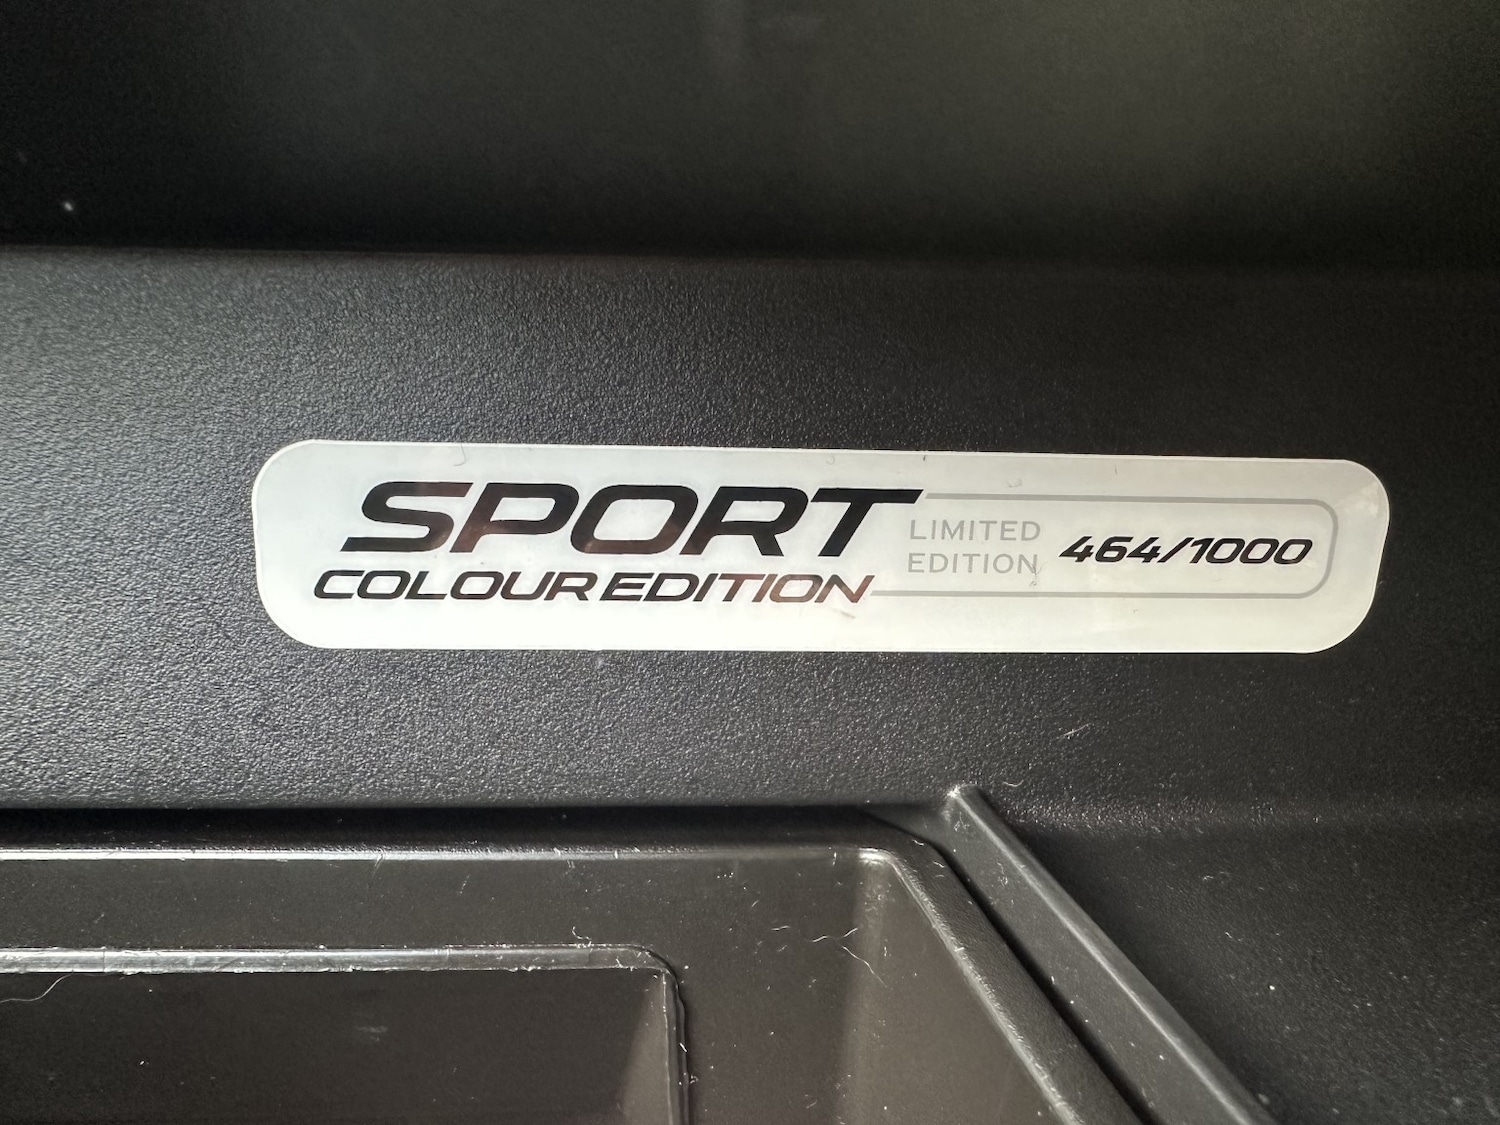 SPORT
COLOUR EDITION
LIMITED
EDITION
464/1000